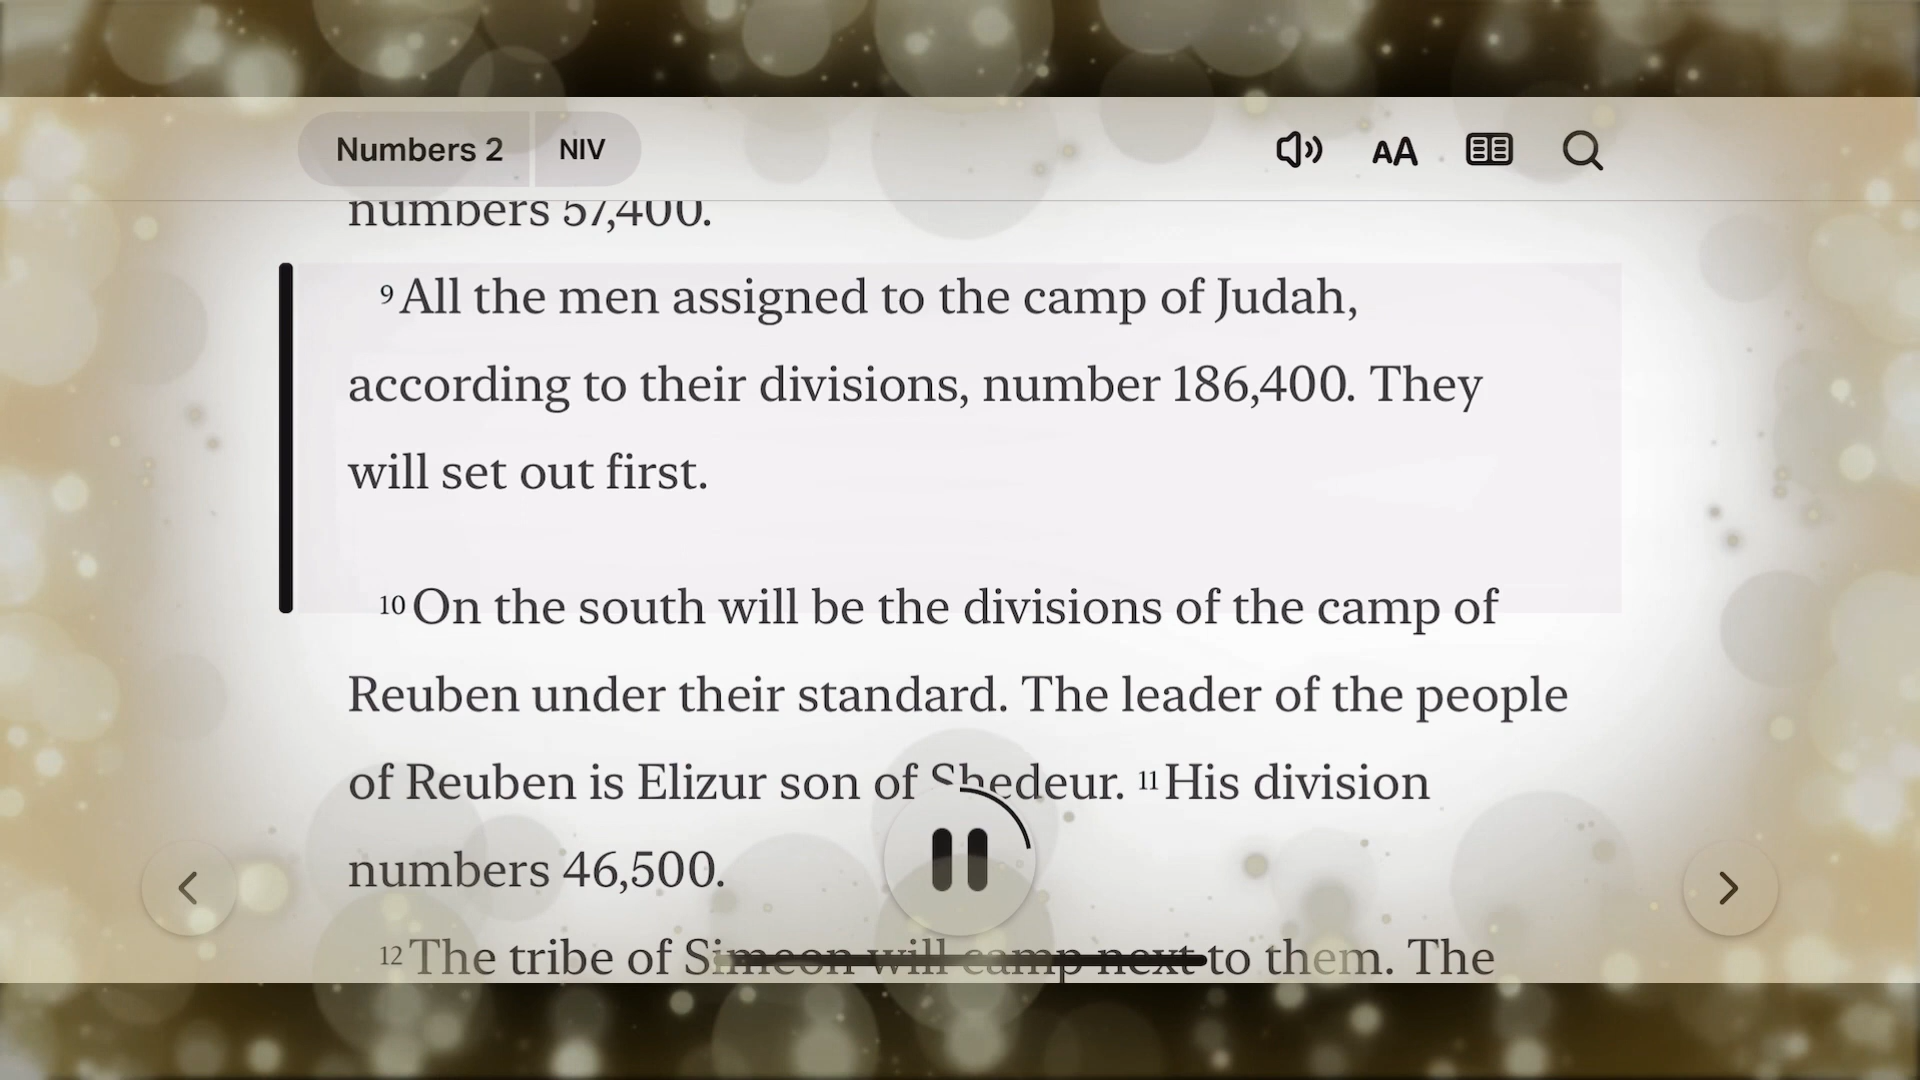 Numbers 2 NIV AA
numbers 57,400.
9 All the men assigned to the camp of Judah,
according to their divisions, number 186,400. They
will set out first.
10 On the south will be the divisions of the camp of
Reuben under their standard. The leader of the people
of Reuben is Elizur son of Shedeur. 11 His division
numbers 46,500.
12 The tribe of Simeon will camp next to them. The